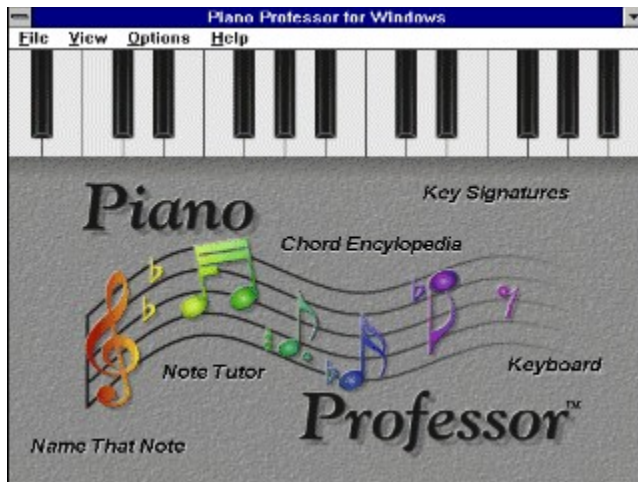 Piano Professor for Windows
File View Options Help
Piano
Key Signatures
Chord Encylopedia
Note Tutor
Keyboard
Professor™
Name That Note